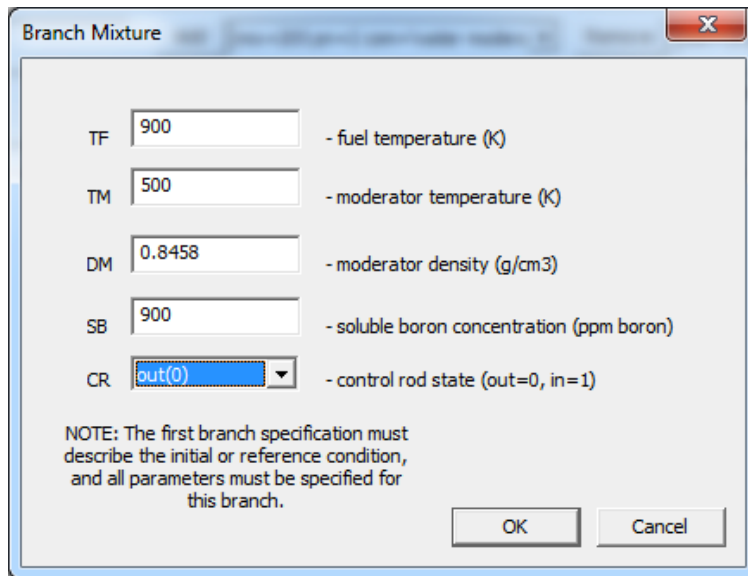 Branch Mixture
TF 900 - fuel temperature (K)
TM 500 - moderator temperature (K)
DM 0.8458 - moderator density (g/cm3)
SB 900 - soluble boron concentration (ppm boron)
CR out(0) - control rod state (out=0, in=1)
NOTE: The first branch specification must
describe the initial or reference condition,
and all parameters must be specified for
this branch.
OK Cancel